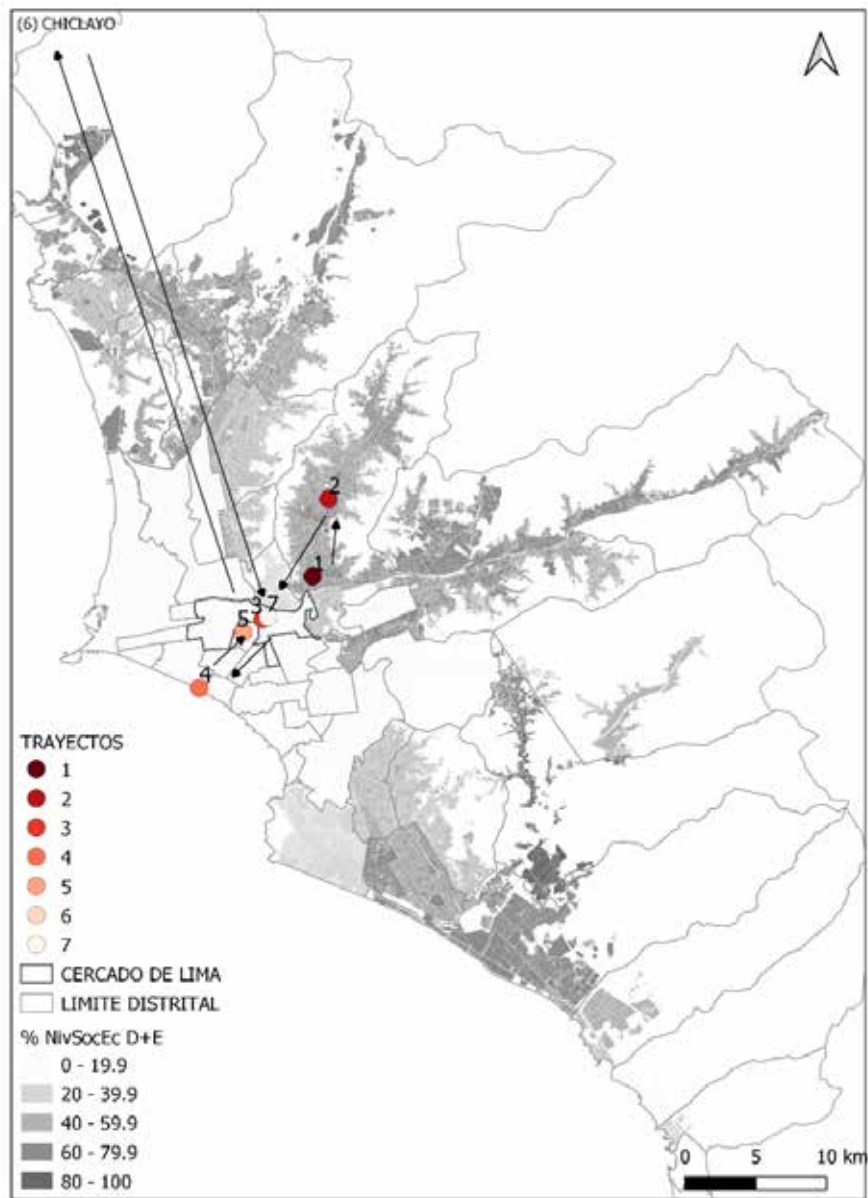 (6) CHICLAYO
2
1
3 7
5
4
TRAYECTOS
1
2
3
4
5
6
7
CERCADO DE LIMA
LIMITE DISTRITAL
% NivSocEc D+E
0 - 19.9
20 - 39.9
40 - 59.9
60 - 79.9
80 - 100
0 5 10 km